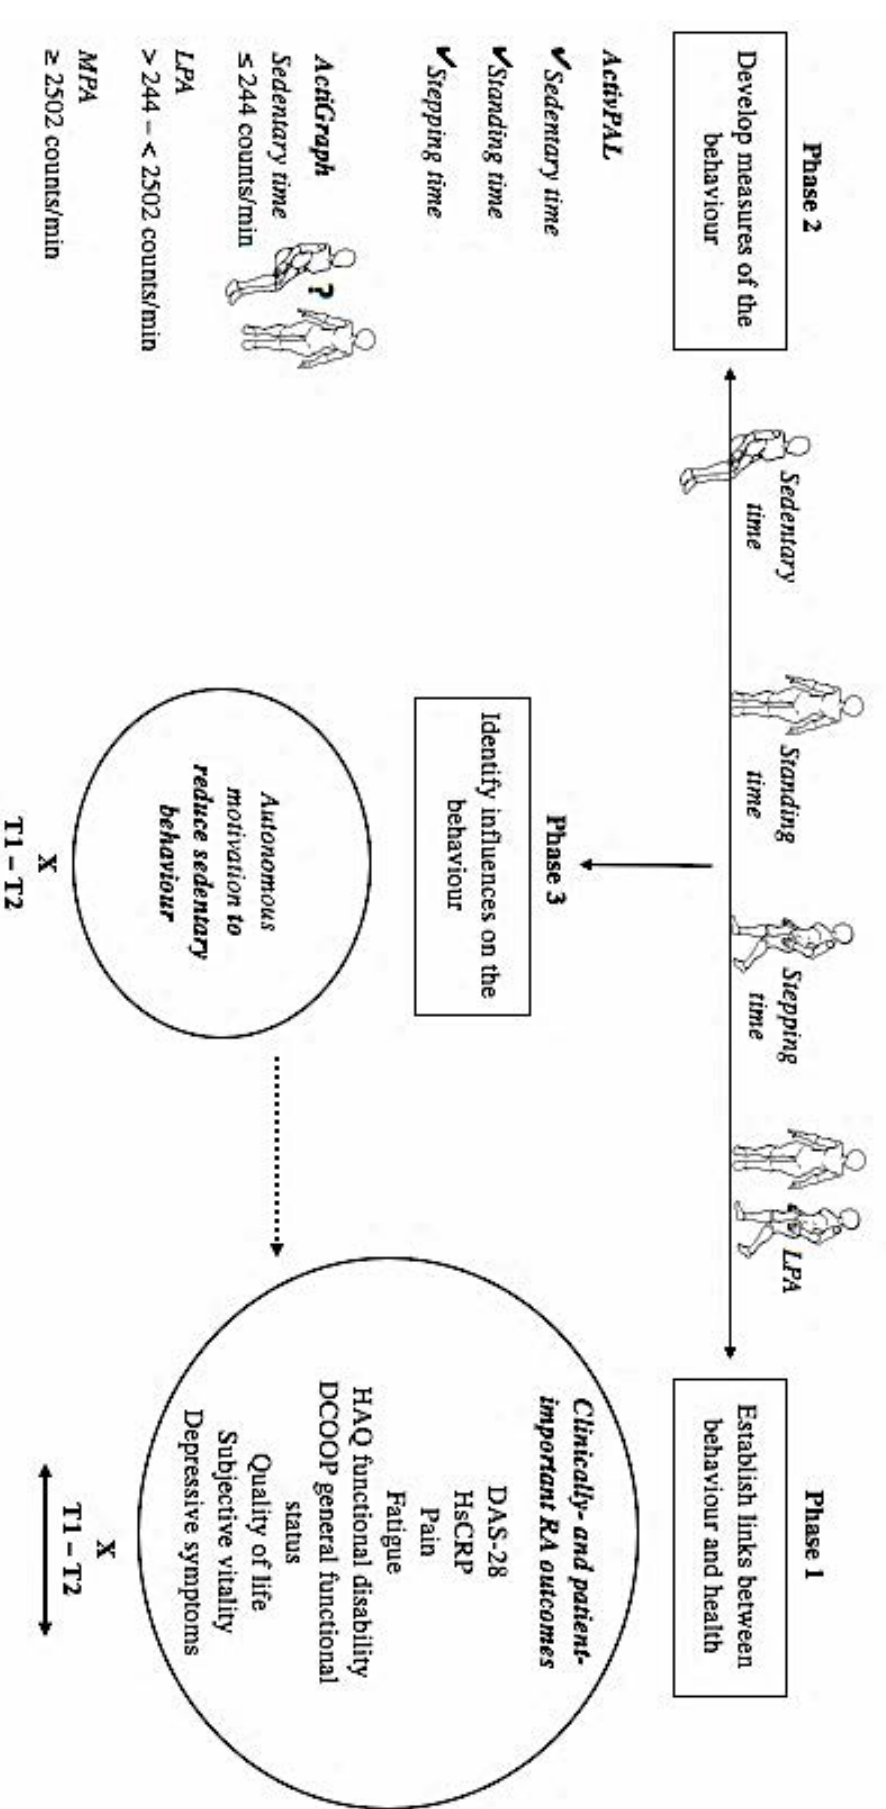 Phase 2
Develop measures of the
behaviour
ActivPAL
✔Sedentary time
✔Standing time
✔Stepping time
ActiGraph
Sedentary time
≤ 244 counts/min
?
LPA
> 244 – < 2502 counts/min
MPA
≥ 2502 counts/min
Sedentary
time
Standing
time
Stepping
time
LPA
Phase 3
Identify influences on the
behaviour
Autonomous
motivation to
reduce sedentary
behaviour
X
T1 – T2
Phase 1
Establish links between
behaviour and health
Clinically- and patient-
important RA outcomes
DAS-28
HsCRP
Pain
Fatigue
HAQ functional disability
DCOOP general functional
status
Quality of life
Subjective vitality
Depressive symptoms
X
T1 – T2